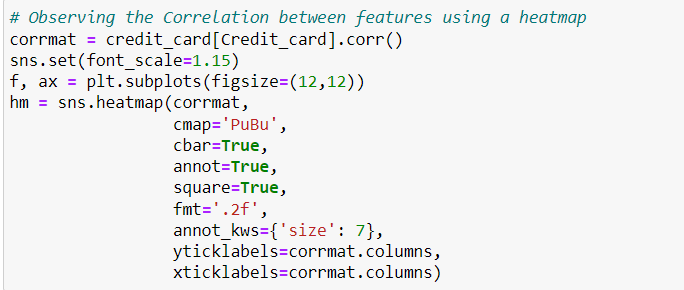 # Observing the Correlation between features using a heatmap
corrmat = credit_card[Credit_card].corr()
sns.set(font_scale=1.15)
f, ax = plt.subplots(figsize=(12,12))
hm = sns.heatmap(corrmat,
                 cmap='PuBu',
                 cbar=True,
                 annot=True,
                 square=True,
                 fmt='.2f',
                 annot_kws={'size': 7},
                 yticklabels=corrmat.columns,
                 xticklabels=corrmat.columns)